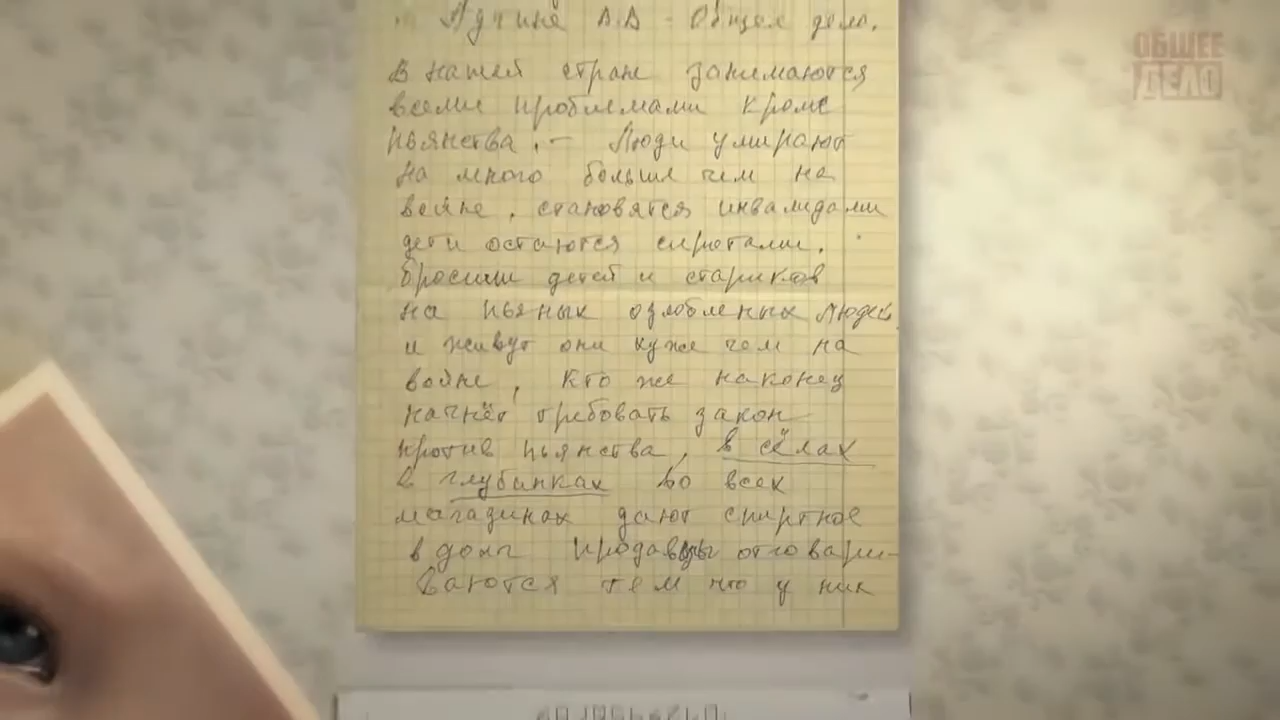 А.А - Общее дело.
В нашей стране занимаются
всеми проблемами кроме
пьянства. - Люди умирают
на много больше чем на
войне, становятся инвалидами
дети остаются сиротами.
бросили детей и стариков
на пьяных озлобленных людей,
и живут они хуже чем на
войне, Кто же наконец
начнёт требовать закон
против пьянства, в сёлах
в глубинках во всех
магазинах дают спиртное
в долг продавцы отговари-
ваются тем что у них
ОБЩЕЕ
ДЕЛО